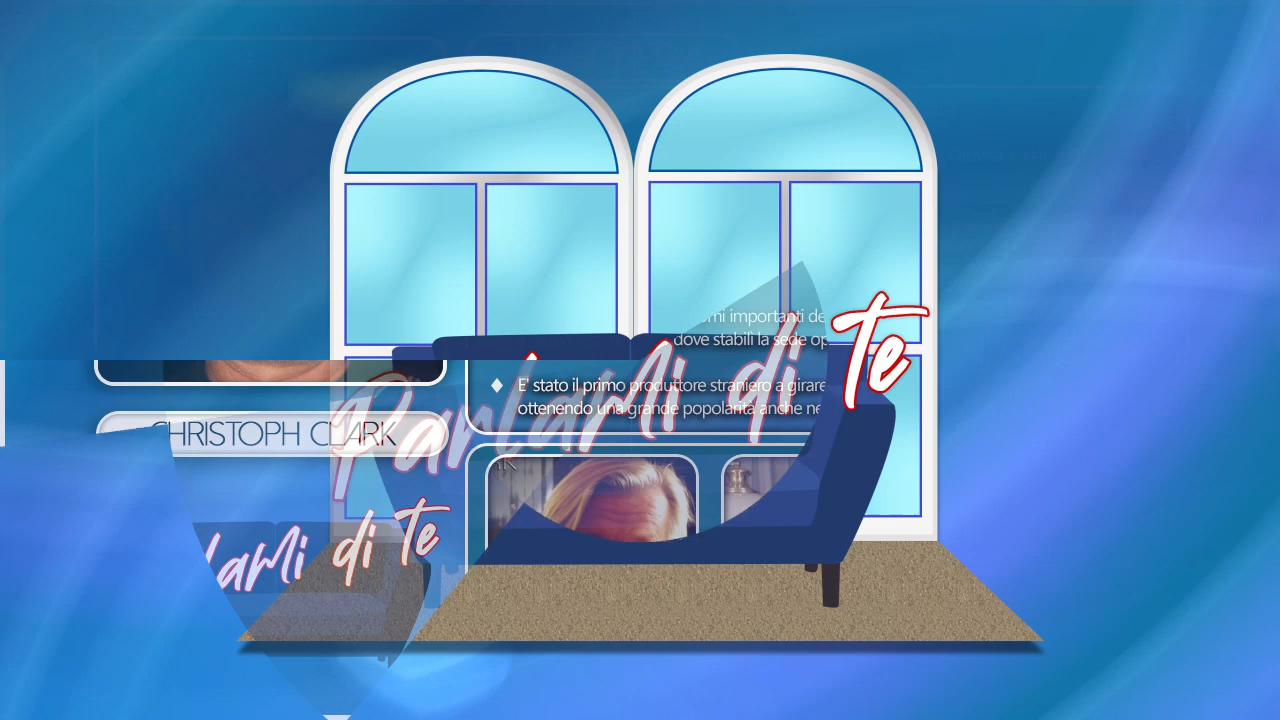 mi importanti de
dove stabilì la sede op
E' stato il primo produttore straniero a girare
ottenendo una grande popolarità anche ne
CHRISTOPH CLARK
Parlami di te
lami di te